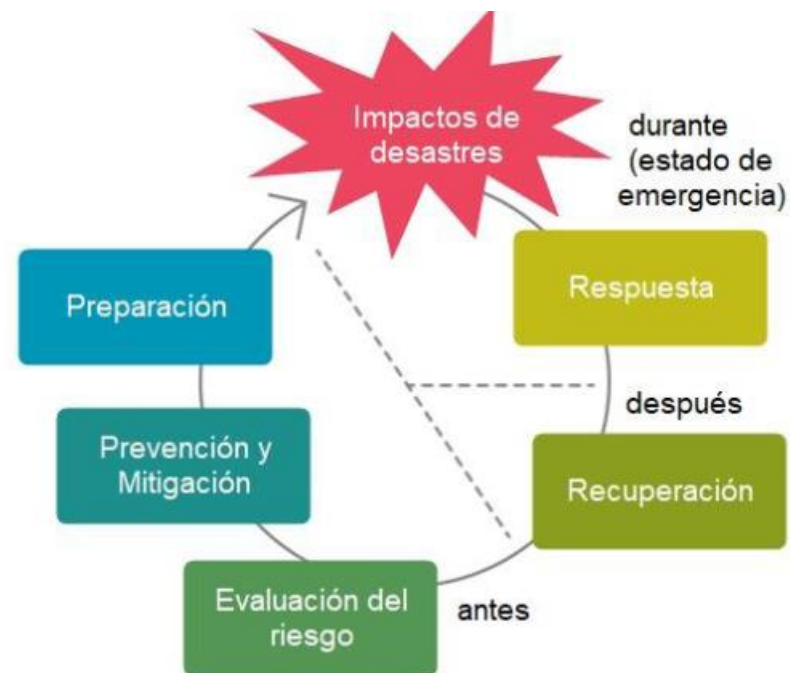 Impactos de
desastres
durante
(estado de
emergencia)
Respuesta
después
Recuperación
antes
Evaluación del
riesgo
Prevención y
Mitigación
Preparación